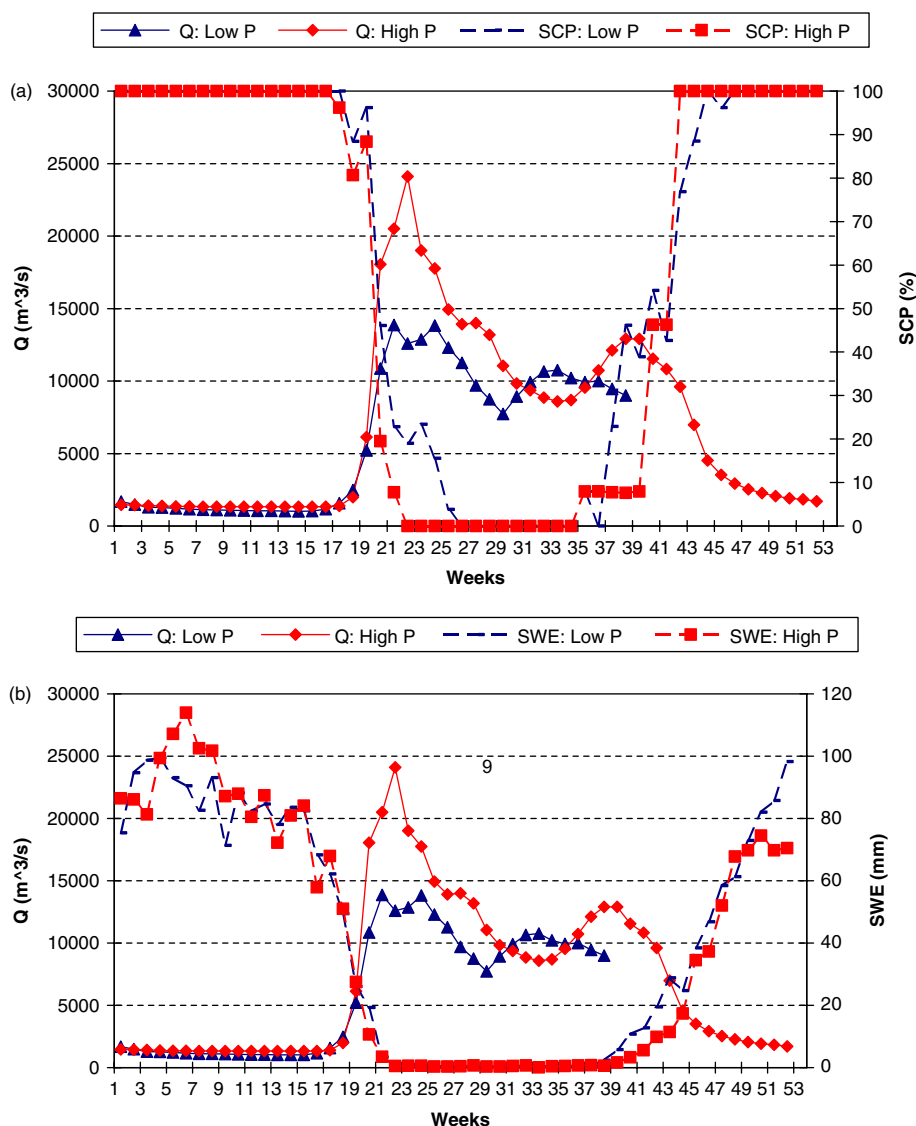 Q: Low P Q: High P SCP: Low P SCP: High P
(a)
30000 100
90
25000
80
70
20000
60
15000 50
40
10000
30
20
5000
10
0 0
Q (m^3/s)
SCP (%)
1 3 5 7 9 11 13 15 17 19 21 23 25 27 29 31 33 35 37 39 41 43 45 47 49 51 53
Weeks
Q: Low P Q: High P SWE: Low P SWE: High P
(b)
30000 120
25000 100
9
20000 80
15000 60
10000 40
5000 20
0 0
Q (m^3/s)
SWE (mm)
1 3 5 7 9 11 13 15 17 19 21 23 25 27 29 31 33 35 37 39 41 43 45 47 49 51 53
Weeks